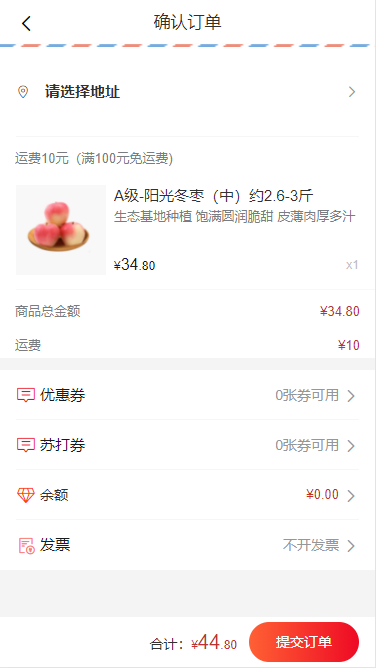 确认订单
请选择地址
运费10元（满100元免运费)
A级-阳光冬枣（中）约2.6-3斤
生态基地种植 饱满圆润脆甜 皮薄肉厚多汁
¥34.80 x1
商品总金额 ¥34.80
运费 ¥10
优惠券 0张券可用
苏打券 0张券可用
余额 ¥0.00
发票 不开发票
合计：¥44.80 提交订单